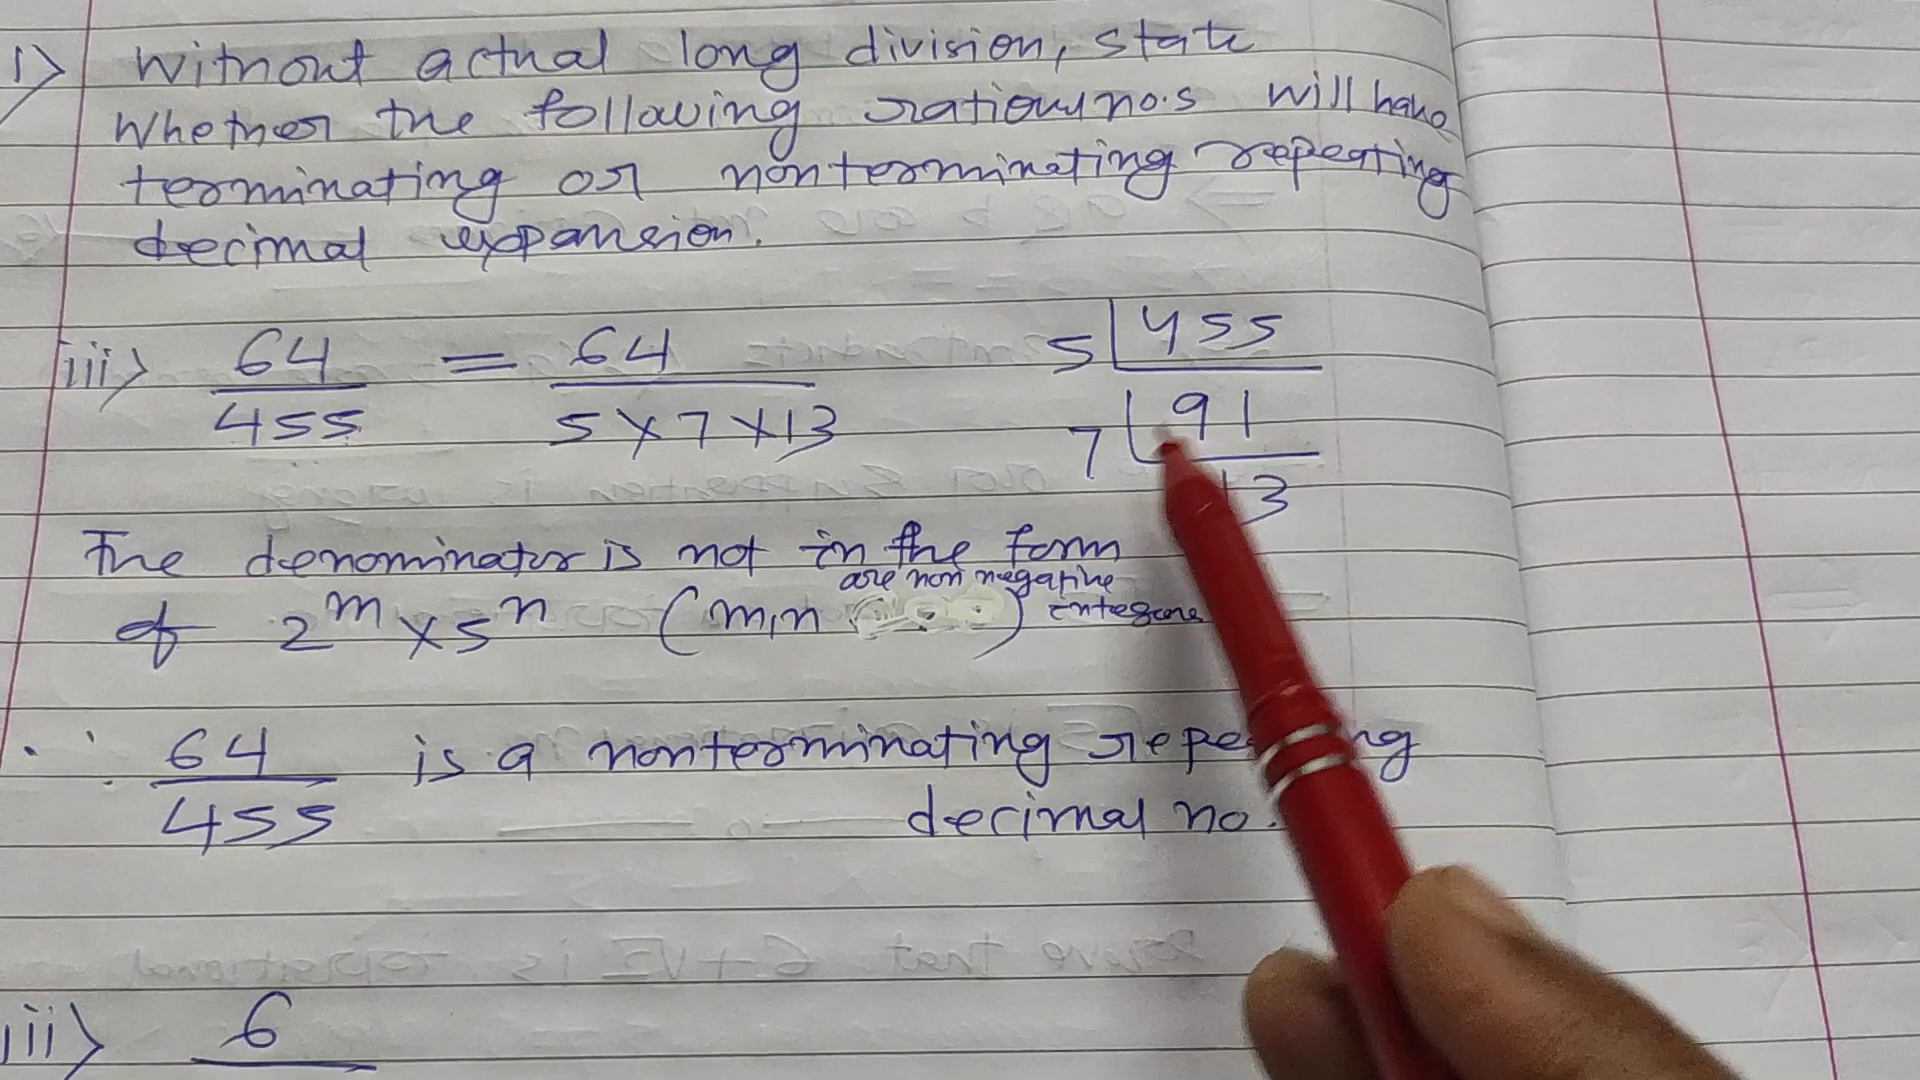 1) Without actual long division, state
Whether the following rational no.s will have
terminating or nonterminating repeating
decimal expansion.
iii) 64/455 = 64/5×7×13
5 | 455
7 | 91
13
The denominator is not in the form
of 2^m × 5^n (m,n are non negative integers)
∴ 64/455 is a nonterminating repeating
decimal no.
iii) 6